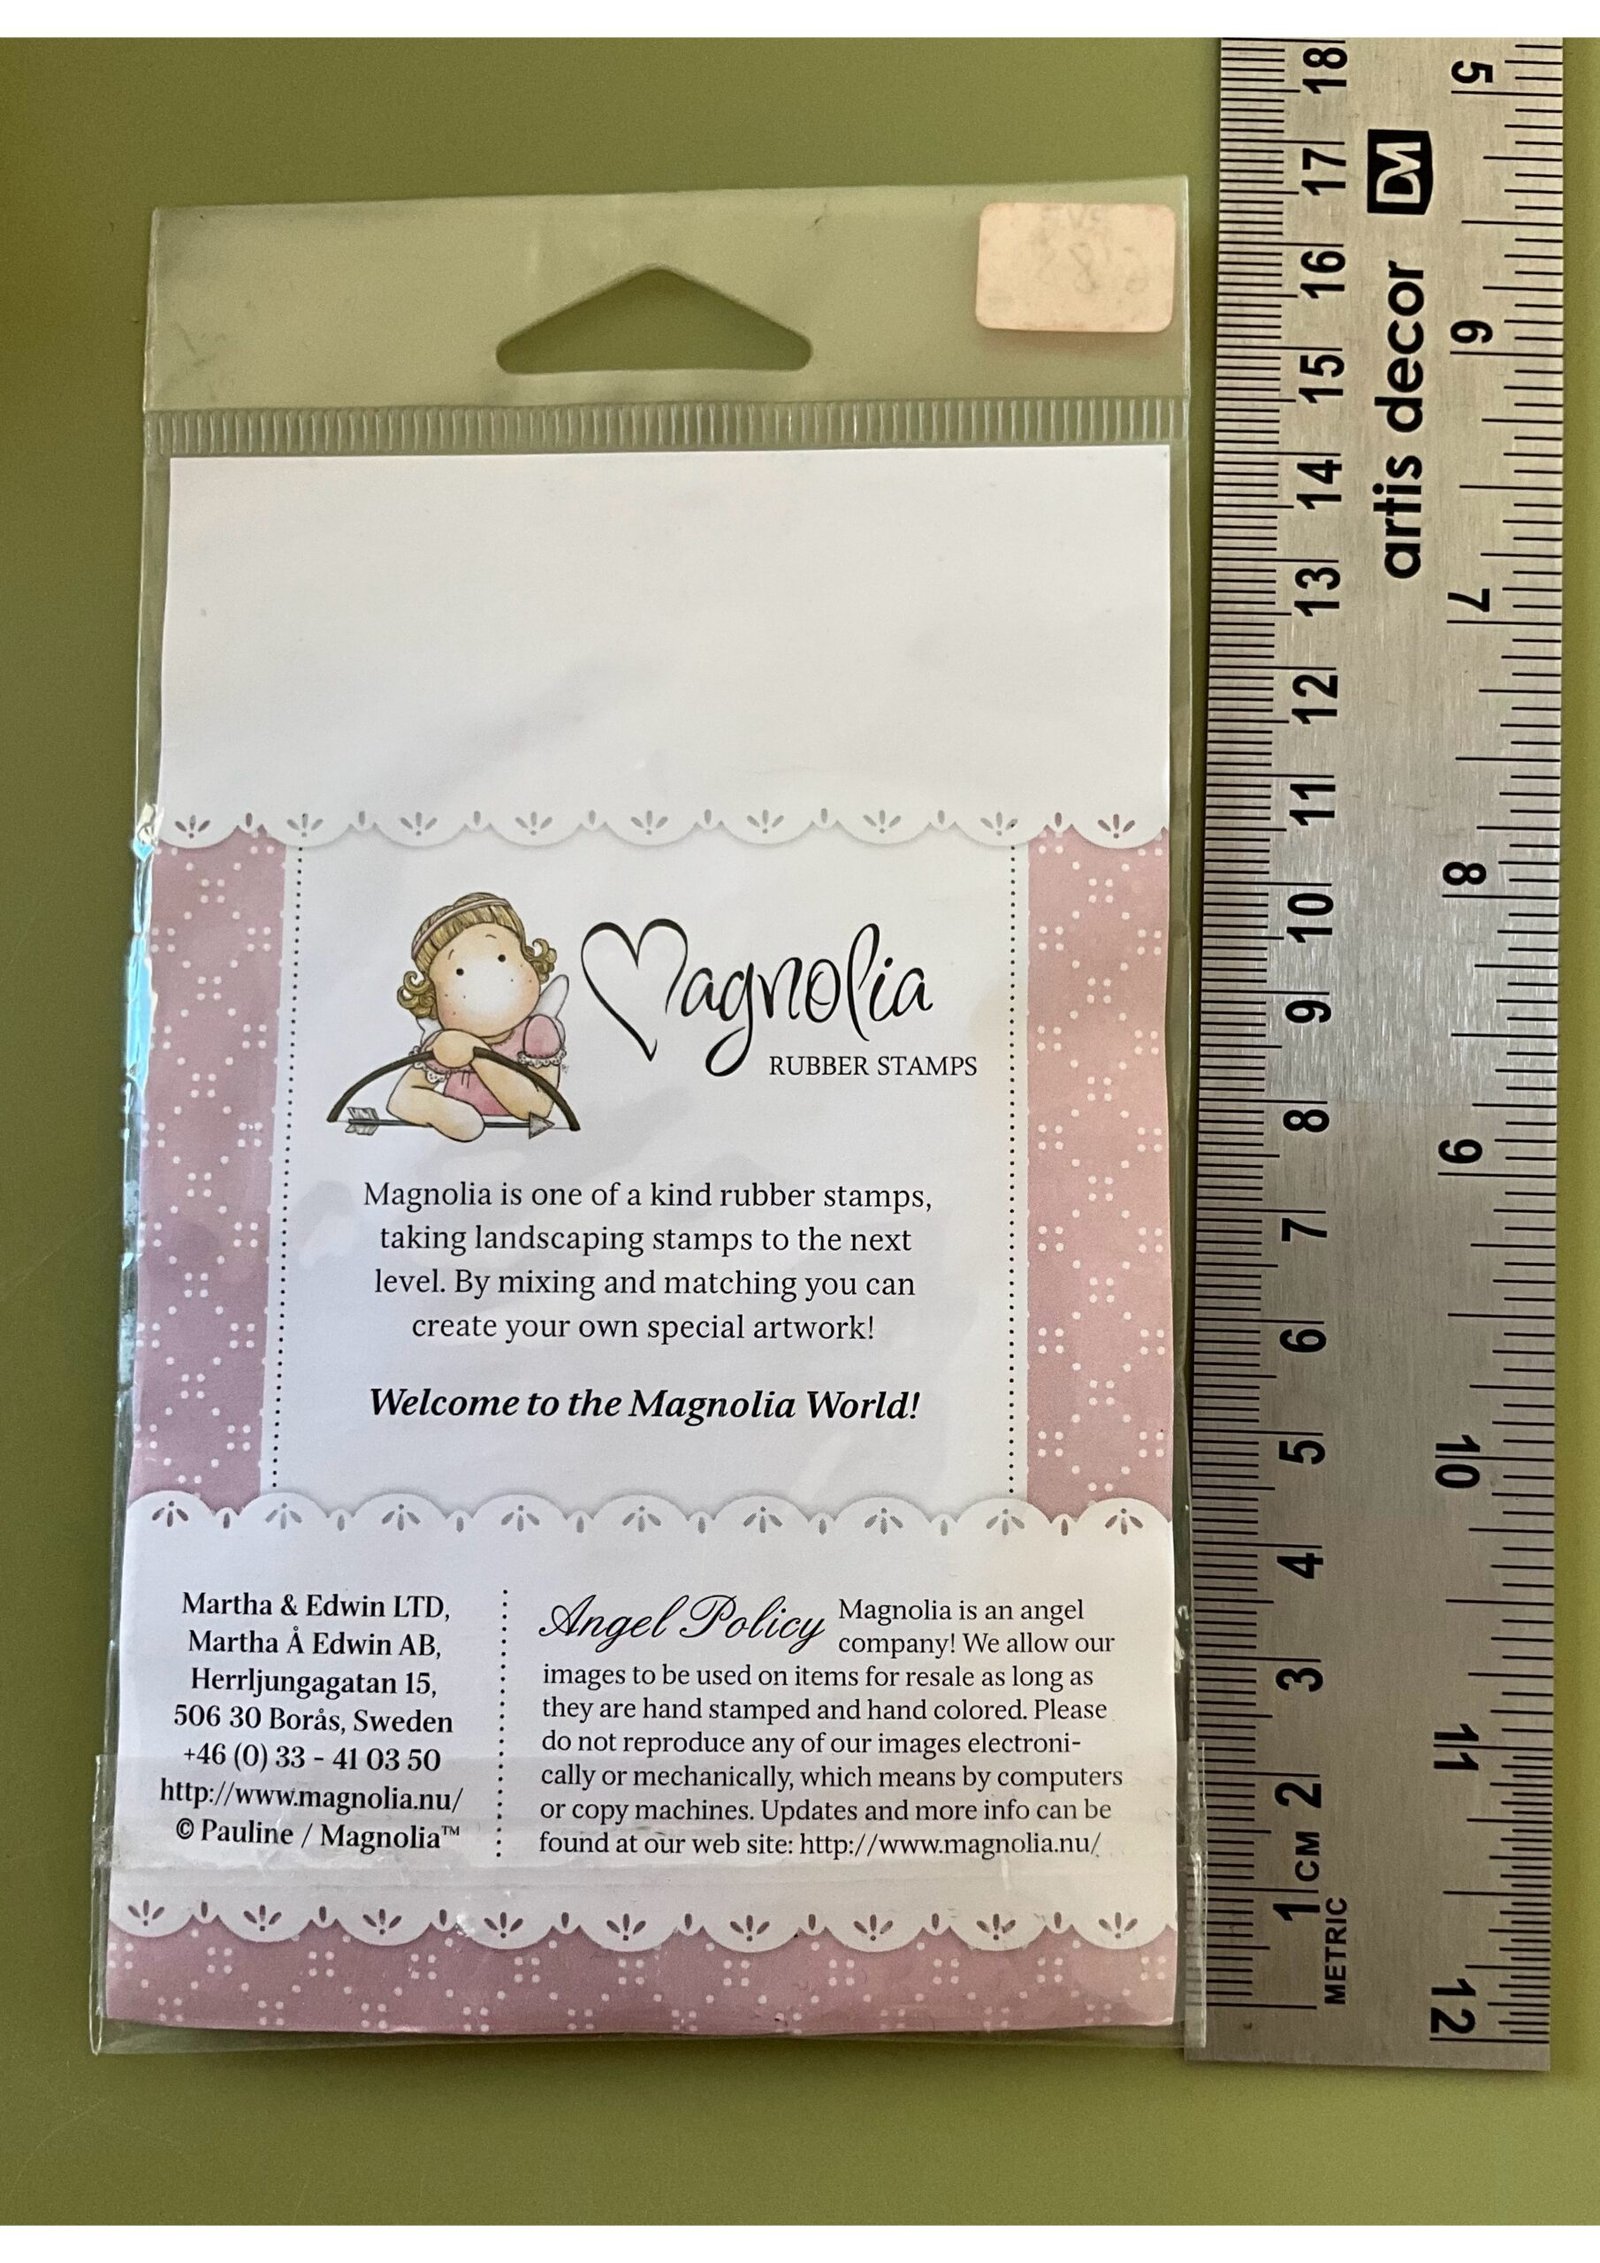 Magnolia
RUBBER STAMPS
Magnolia is one of a kind rubber stamps,
taking landscaping stamps to the next
level. By mixing and matching you can
create your own special artwork!
Welcome to the Magnolia World!
Martha & Edwin LTD,
Martha Å Edwin AB,
Herrljungagatan 15,
506 30 Borås, Sweden
+46 (0) 33 - 41 03 50
http://www.magnolia.nu/
© Pauline / Magnolia™
Angel Policy Magnolia is an angel
company! We allow our
images to be used on items for resale as long as
they are hand stamped and hand colored. Please
do not reproduce any of our images electroni-
cally or mechanically, which means by computers
or copy machines. Updates and more info can be
found at our web site: http://www.magnolia.nu/
METRIC
1 CM 2 3 4 5 6 7 8 9 10 11 12 13 14 15 16 17 18
artis decor DM
5 6 7 8 9 10 11 12